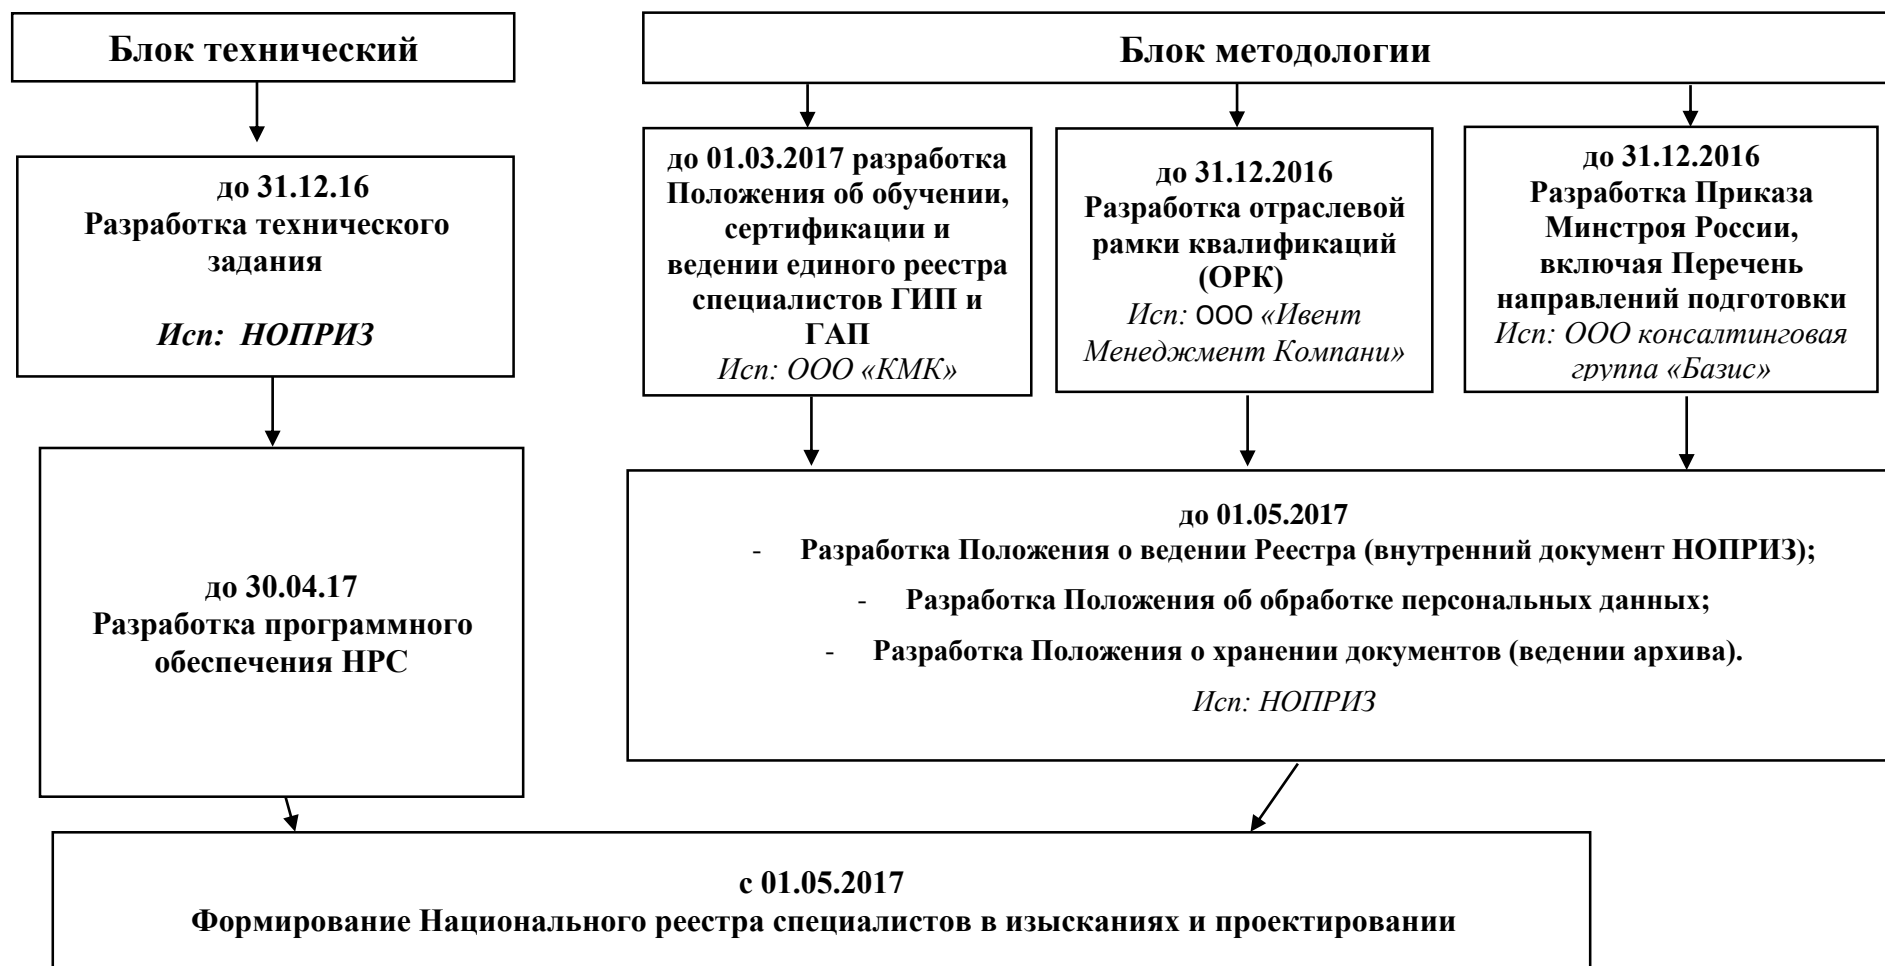 Блок технический
до 31.12.16
Разработка технического
задания
Исп: НОПРИЗ
до 30.04.17
Разработка программного
обеспечения НРС
Блок методологии
до 01.03.2017 разработка
Положения об обучении,
сертификации и
ведении единого реестра
специалистов ГИП и
ГАП
Исп: ООО «КМК»
до 31.12.2016
Разработка отраслевой
рамки квалификаций
(ОРК)
Исп: ООО «Ивент
Менеджмент Компани»
до 31.12.2016
Разработка Приказа
Минстроя России,
включая Перечень
направлений подготовки
Исп: ООО консалтинговая
группа «Базис»
до 01.05.2017
- Разработка Положения о ведении Реестра (внутренний документ НОПРИЗ);
- Разработка Положения об обработке персональных данных;
- Разработка Положения о хранении документов (ведении архива).
Исп: НОПРИЗ
с 01.05.2017
Формирование Национального реестра специалистов в изысканиях и проектировании